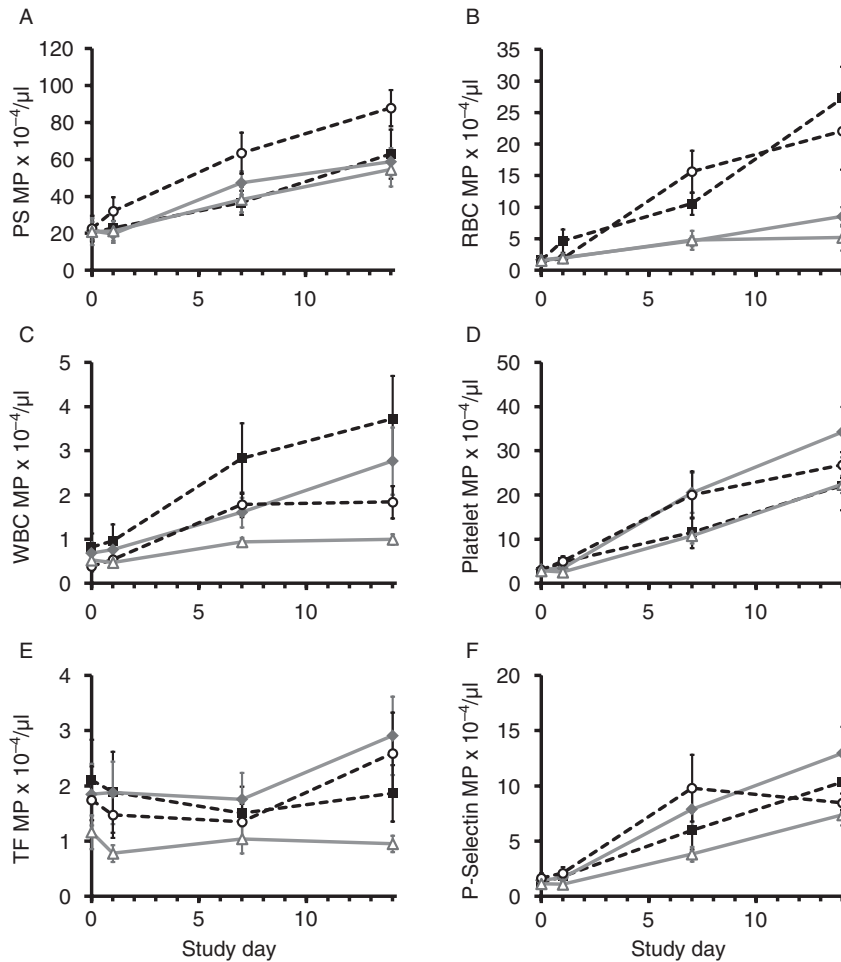 A
PS MP x 10⁻⁴/µl
120
100
80
60
40
20
0
0 5 10
B
RBC MP x 10⁻⁴/µl
35
30
25
20
15
10
5
0
0 5 10
C
WBC MP x 10⁻⁴/µl
5
4
3
2
1
0
0 5 10
D
Platelet MP x 10⁻⁴/µl
50
40
30
20
10
0
0 5 10
E
TF MP x 10⁻⁴/µl
4
3
2
1
0
0 5 10
Study day
F
P-Selectin MP x 10⁻⁴/µl
20
15
10
5
0
0 5 10
Study day